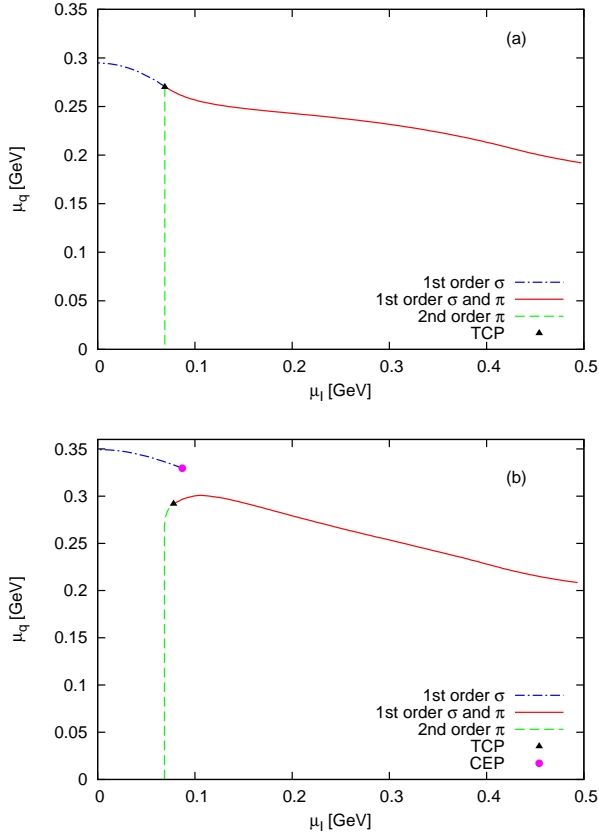 0.35
(a)
0.3
0.25
0.2
μq [GeV]
0.15
0.1
1st order σ
1st order σ and π
0.05
2nd order π
TCP
0
0 0.1 0.2 0.3 0.4 0.5
μI [GeV]
0.35
(b)
0.3
0.25
0.2
μq [GeV]
0.15
0.1
1st order σ
1st order σ and π
0.05
2nd order π
TCP
CEP
0
0 0.1 0.2 0.3 0.4 0.5
μI [GeV]